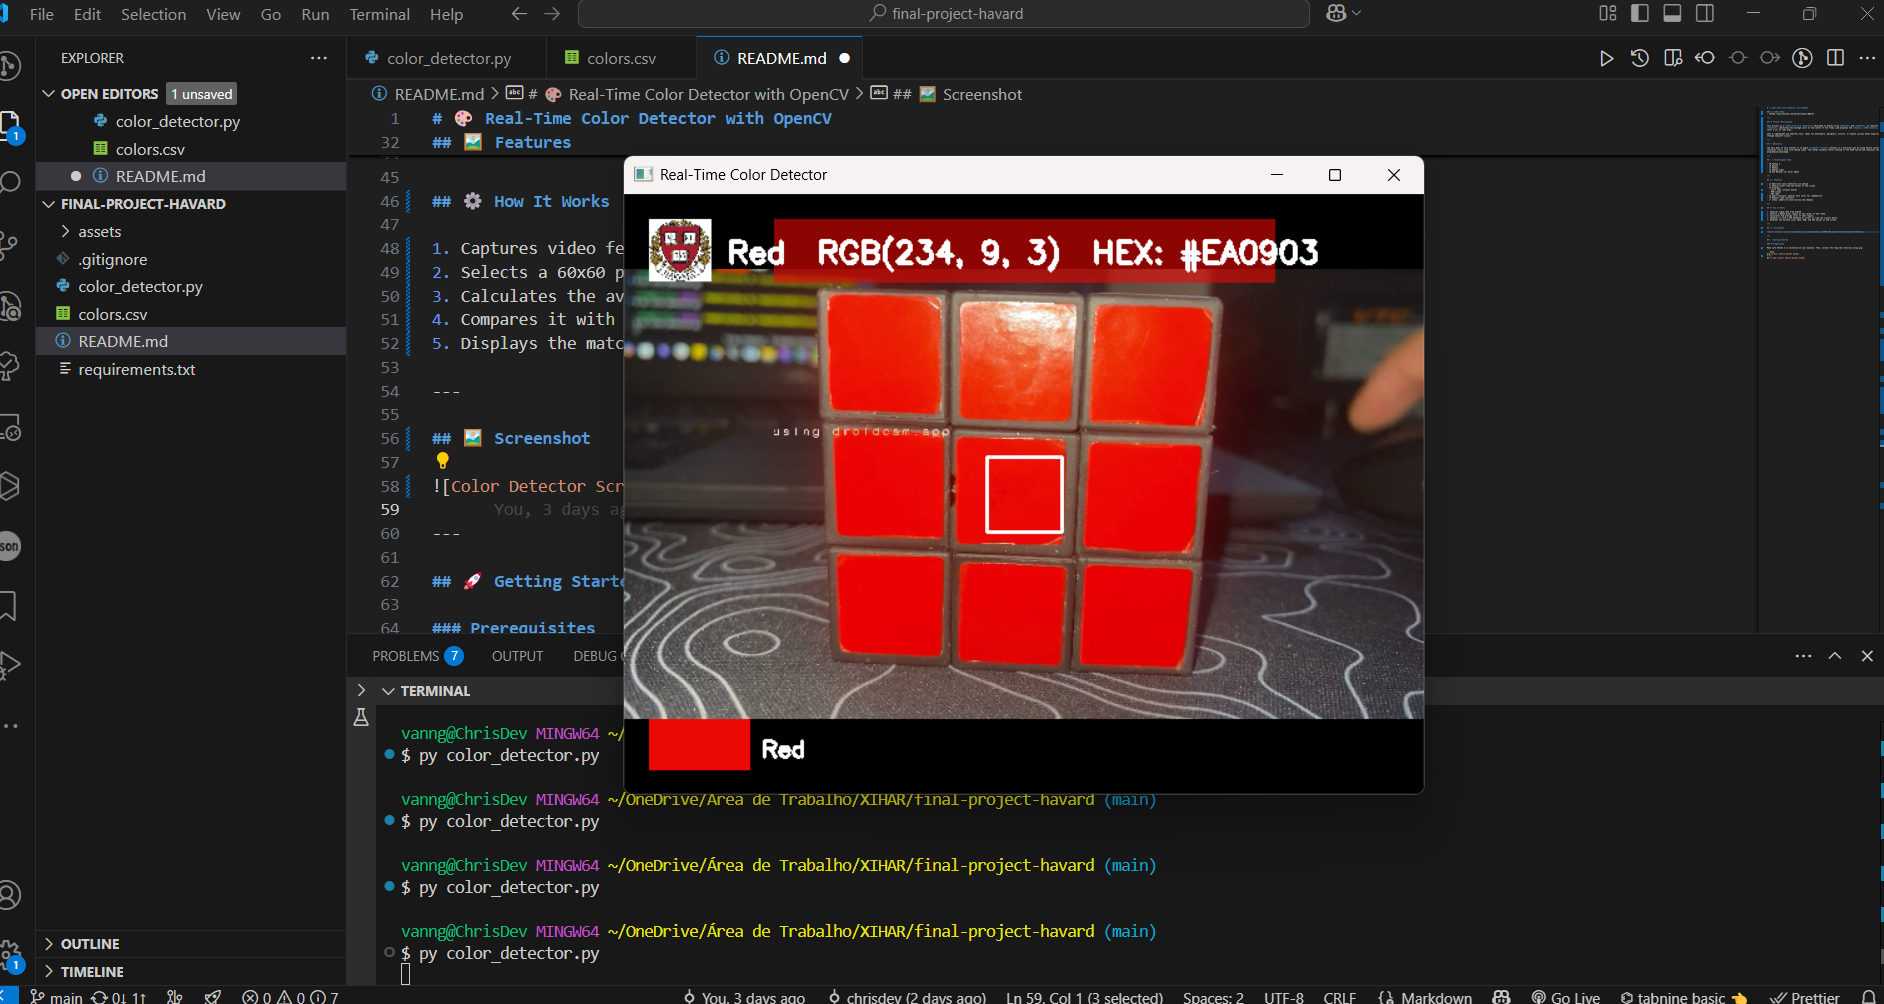 File Edit Selection View Go Run Terminal Help
final-project-havard
EXPLORER
OPEN EDITORS 1 unsaved
color_detector.py
colors.csv
README.md
FINAL-PROJECT-HAVARD
assets
.gitignore
color_detector.py
colors.csv
README.md
requirements.txt
OUTLINE
TIMELINE
color_detector.py colors.csv README.md
README.md > # 🎨 Real-Time Color Detector with OpenCV > ## 🖼️ Screenshot
1 # 🎨 Real-Time Color Detector with OpenCV
32 ## 🖼️ Features
45
46 ## ⚙️ How It Works
47
48 1. Captures video fe
49 2. Selects a 60x60 p
50 3. Calculates the av
51 4. Compares it with
52 5. Displays the matc
53
54 ---
55
56 ## 🖼️ Screenshot
57
58 ![Color Detector Scr
59 You, 3 days ag
60 ---
61
62 ## 🚀 Getting Starte
63
64 ### Prerequisites
Real-Time Color Detector
Red RGB(234, 9, 3) HEX: #EA0903
using droidcam.app
Red
PROBLEMS 7 OUTPUT DEBUG
TERMINAL
vanng@ChrisDev MINGW64 ~/
$ py color_detector.py
vanng@ChrisDev MINGW64 ~/OneDrive/Área de Trabalho/XIHAR/final-project-havard (main)
$ py color_detector.py
vanng@ChrisDev MINGW64 ~/OneDrive/Área de Trabalho/XIHAR/final-project-havard (main)
$ py color_detector.py
vanng@ChrisDev MINGW64 ~/OneDrive/Área de Trabalho/XIHAR/final-project-havard (main)
$ py color_detector.py
main 0↓ 1↑ 0 0 7 You, 3 days ago chrisdev (2 days ago) Ln 59, Col 1 (3 selected) Spaces: 2 UTF-8 CRLF {} Markdown Go Live tabnine basic 👈 Prettier